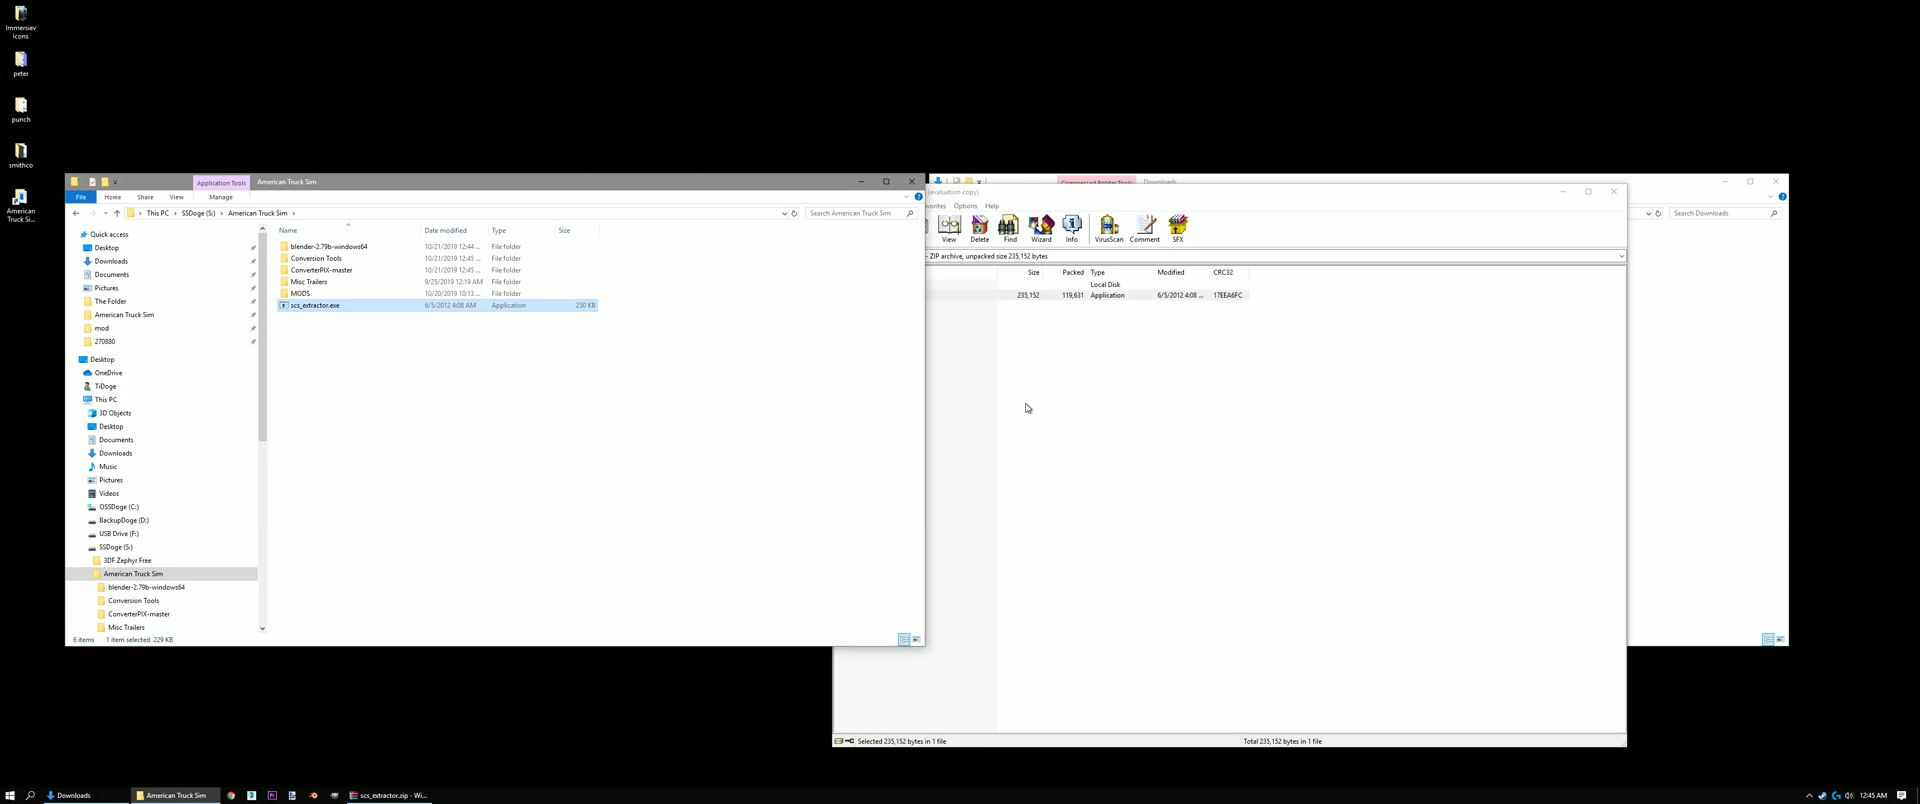 Immersiev
Icons
peter
punch
smithco
American
Truck Si...
Application Tools
American Truck Sim
File
Home
Share
View
Manage
This PC > SSDoge (S:) > American Truck Sim >
Search American Truck Sim
Quick access
Desktop
Downloads
Documents
Pictures
The Folder
American Truck Sim
mod
270880
Desktop
OneDrive
TiDoge
This PC
3D Objects
Desktop
Documents
Downloads
Music
Pictures
Videos
OSSDoge (C:)
BackupDoge (D:)
USB Drive (F:)
SSDoge (S:)
3DF Zephyr Free
American Truck Sim
blender-2.79b-windows64
Conversion Tools
ConverterPIX-master
Misc Trailers
Name Date modified Type Size
blender-2.79b-windows64 10/21/2019 12:44 ... File folder
Conversion Tools 10/21/2019 12:45 ... File folder
ConverterPIX-master 10/21/2019 12:45 ... File folder
Misc Trailers 9/25/2019 12:19 AM File folder
MODS 10/20/2019 10:13 ... File folder
scs_extractor.exe 6/5/2012 4:08 AM Application 230 KB
6 items 1 item selected 229 KB
Compressed Folder Tools Downloads
(evaluation copy)
avorites Options Help
View Delete Find Wizard Info VirusScan Comment SFX
- ZIP archive, unpacked size 235,152 bytes
Size Packed Type Modified CRC32
Local Disk
235,152 119,631 Application 6/5/2012 4:08 ... 17EEA6FC
Search Downloads
Selected 235,152 bytes in 1 file
Total 235,152 bytes in 1 file
Downloads
American Truck Sim
scs_extractor.zip - Wi...
12:45 AM